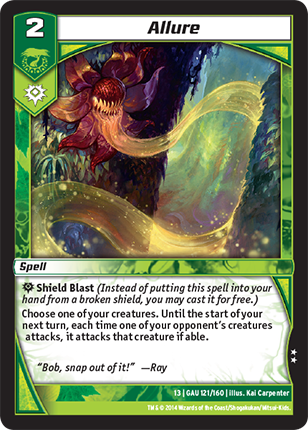 2
Allure
Spell
Shield Blast (Instead of putting this spell into your
hand from a broken shield, you may cast it for free.)
Choose one of your creatures. Until the start of your
next turn, each time one of your opponent's creatures
attacks, it attacks that creature if able.
"Bob, snap out of it!" —Ray
13 | GAU 121/160 | Illus. Kai Carpenter
TM & © 2014 Wizards of the Coast/Shogakukan/Mitsui-Kids.